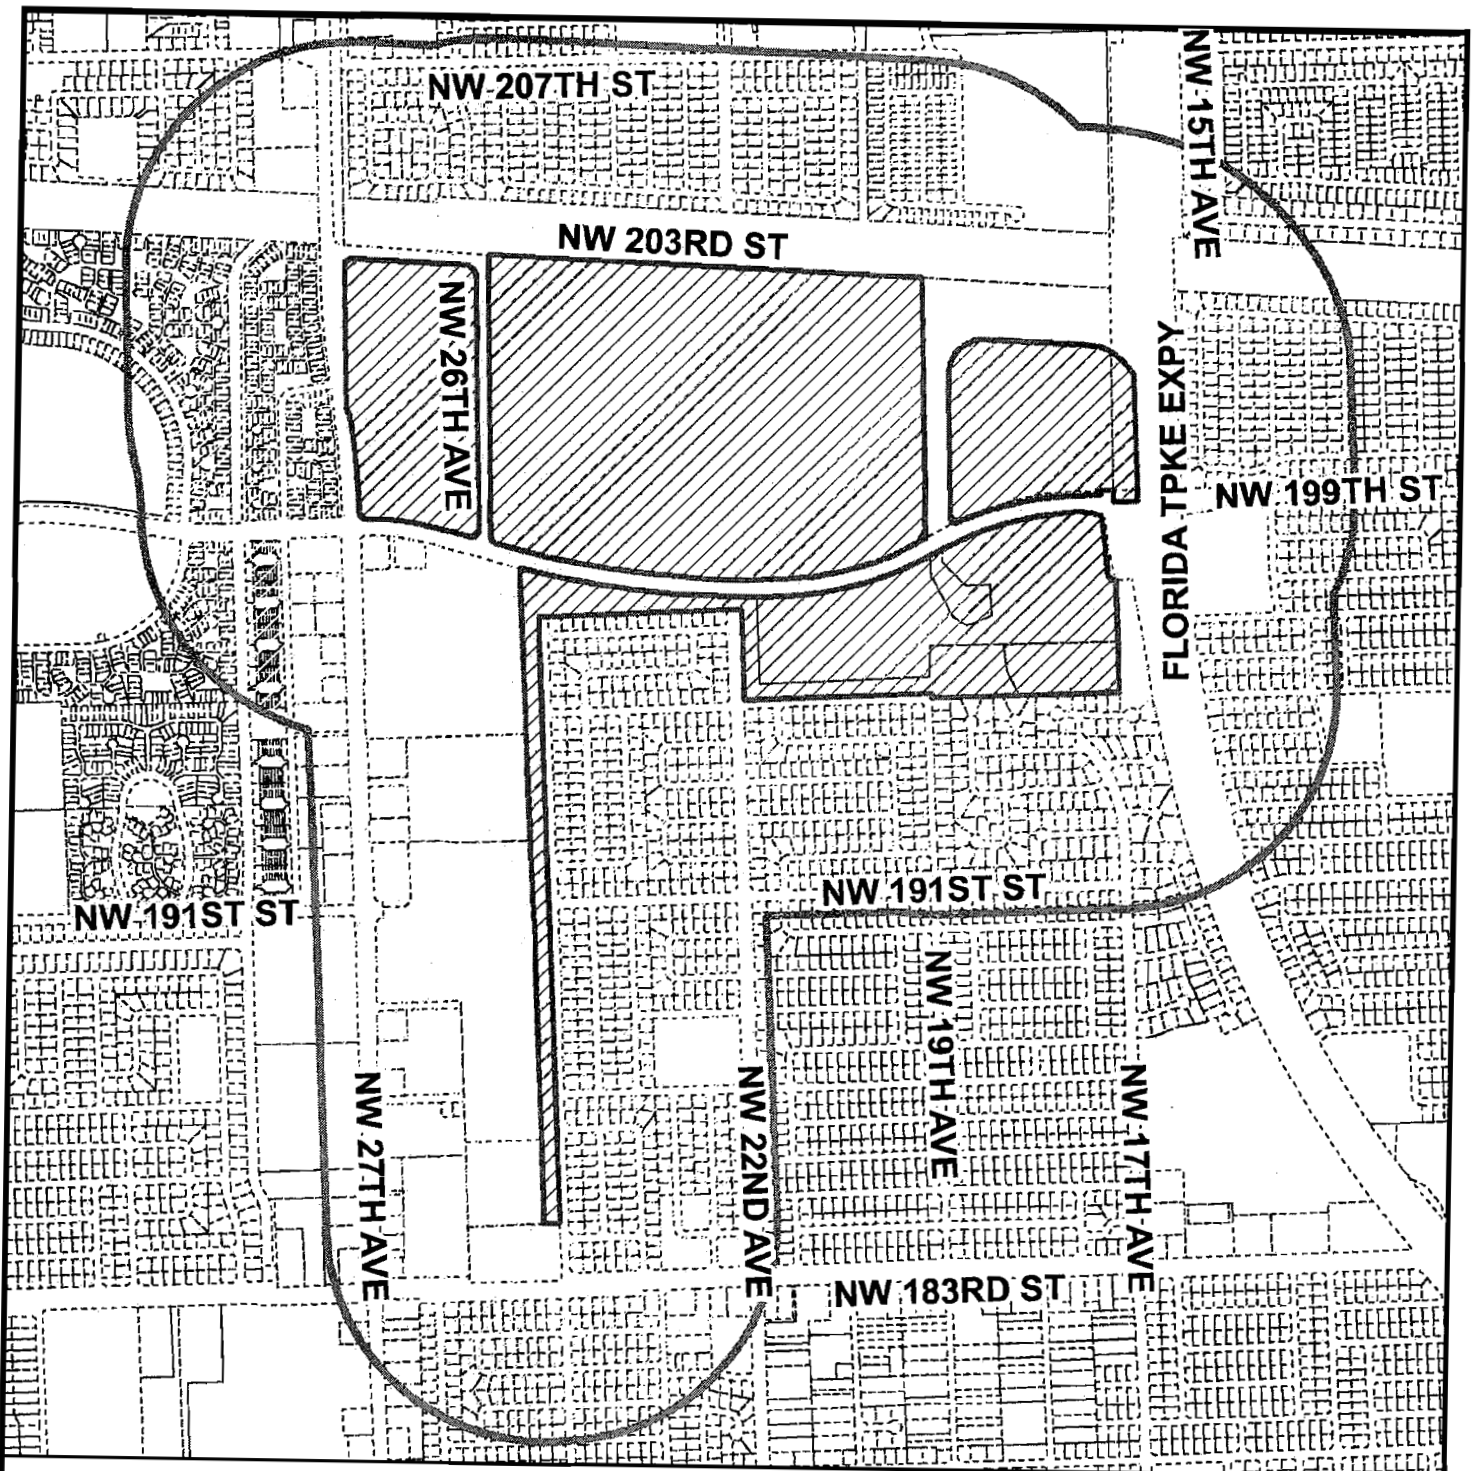 NW 207TH ST
NW 15TH AVE
NW 203RD ST
NW 26TH AVE
FLORIDA TPKE EXPY
NW 199TH ST
NW 191ST ST
NW 191ST ST
NW 19TH AVE
NW 27TH AVE
NW 22ND AVE
NW 17TH AVE
NW 183RD ST